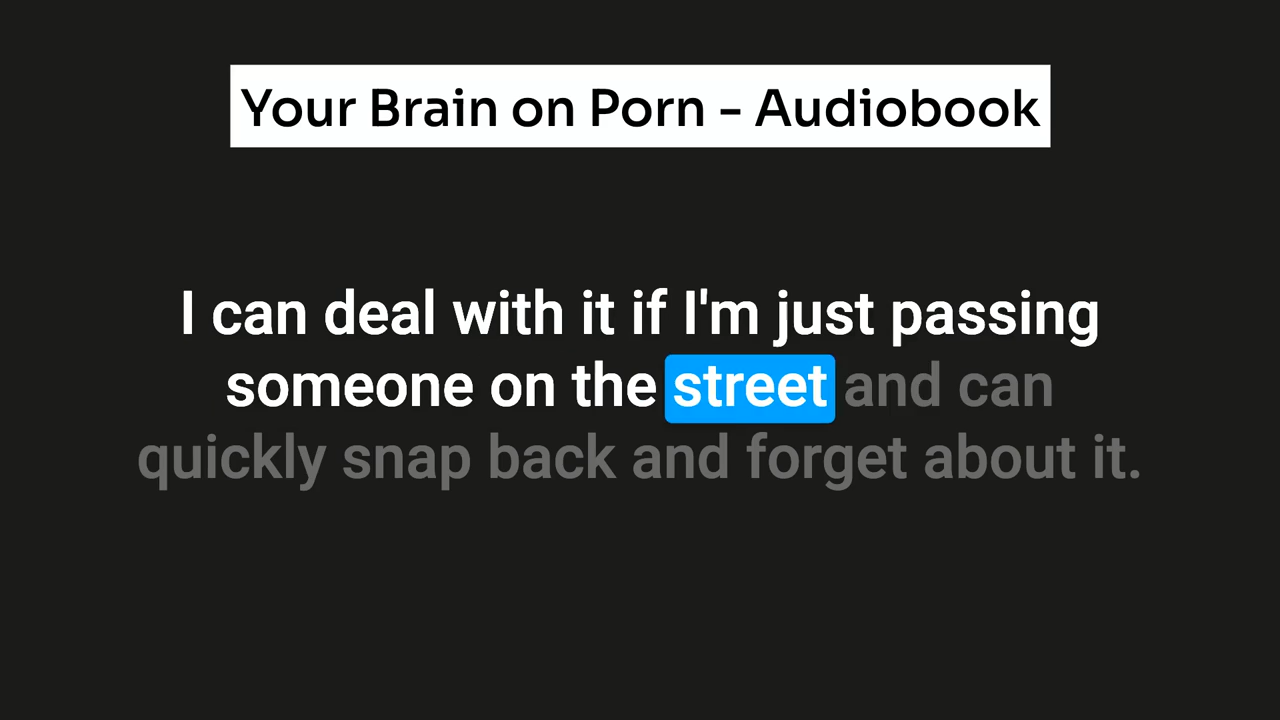 Your Brain on Porn - Audiobook
I can deal with it if I'm just passing
someone on the street and can
quickly snap back and forget about it.